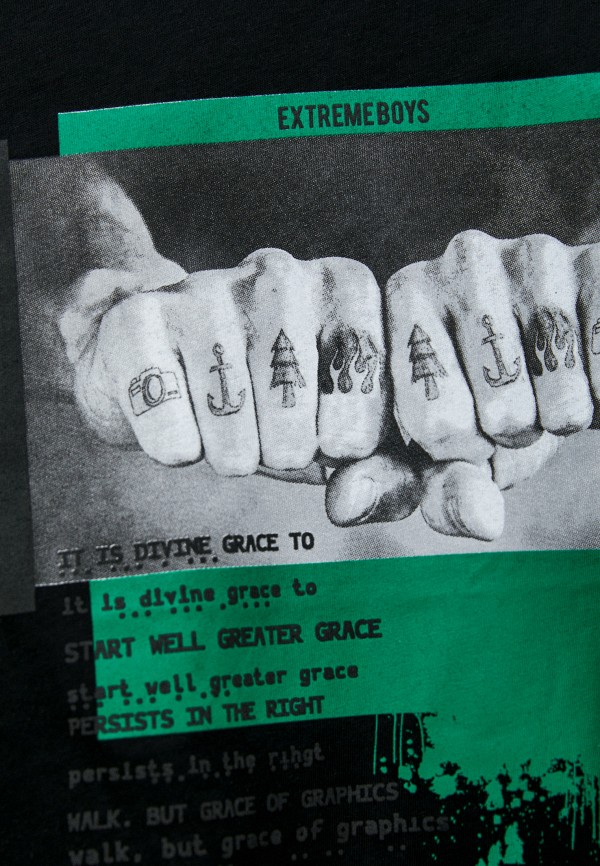 EXTREMEBOYS
IT IS DIVINE GRACE TO
it is divine grace to
START WELL GREATER GRACE
start well greater grace
PERSISTS IN THE RIGHT
persists in the rihgt
WALK. BUT GRACE OF GRAPHICS
walk, but grace of graphics